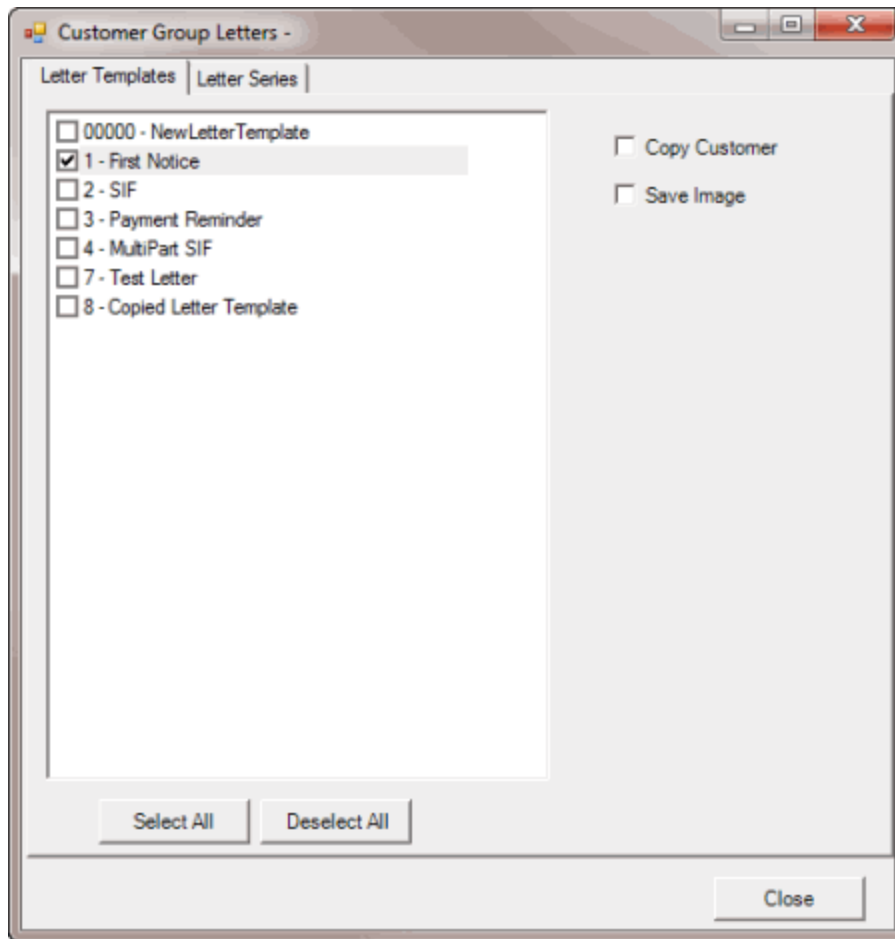 Customer Group Letters -
Letter Templates
Letter Series
00000 - NewLetterTemplate
1 - First Notice
2 - SIF
3 - Payment Reminder
4 - MultiPart SIF
7 - Test Letter
8 - Copied Letter Template
Copy Customer
Save Image
Select All
Deselect All
Close